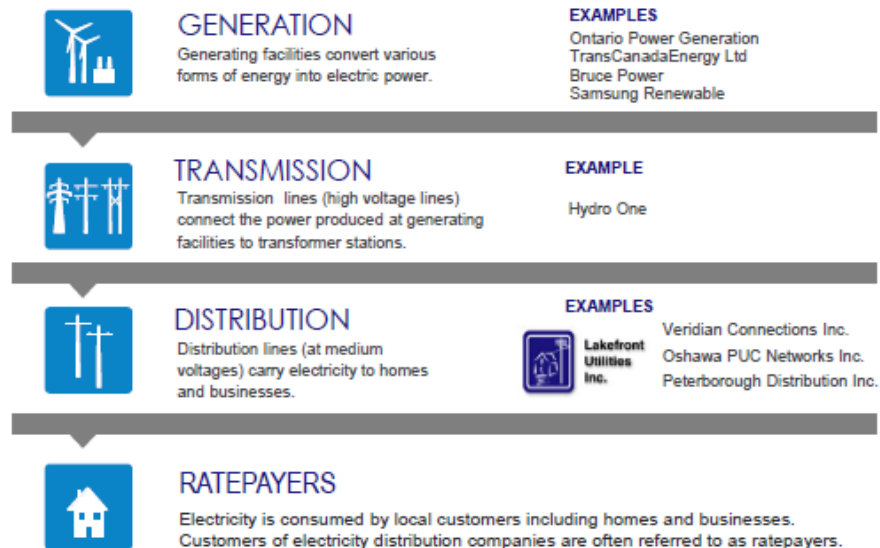 GENERATION
Generating facilities convert various
forms of energy into electric power.
EXAMPLES
Ontario Power Generation
TransCanadaEnergy Ltd
Bruce Power
Samsung Renewable
TRANSMISSION
Transmission lines (high voltage lines)
connect the power produced at generating
facilities to transformer stations.
EXAMPLE
Hydro One
DISTRIBUTION
Distribution lines (at medium
voltages) carry electricity to homes
and businesses.
EXAMPLES
Lakefront
Utilities
Inc.
Veridian Connections Inc.
Oshawa PUC Networks Inc.
Peterborough Distribution Inc.
RATEPAYERS
Electricity is consumed by local customers including homes and businesses.
Customers of electricity distribution companies are often referred to as ratepayers.